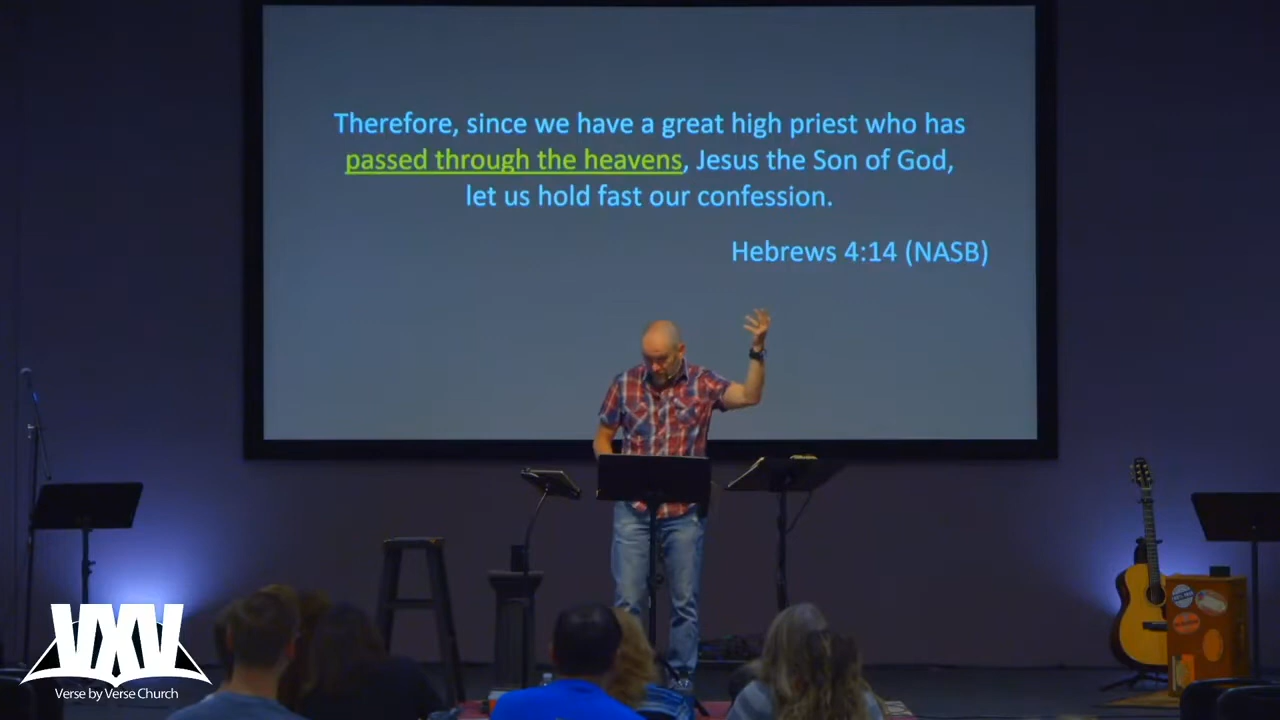 Therefore, since we have a great high priest who has
passed through the heavens, Jesus the Son of God,
let us hold fast our confession.
Hebrews 4:14 (NASB)
VXV
Verse by Verse Church